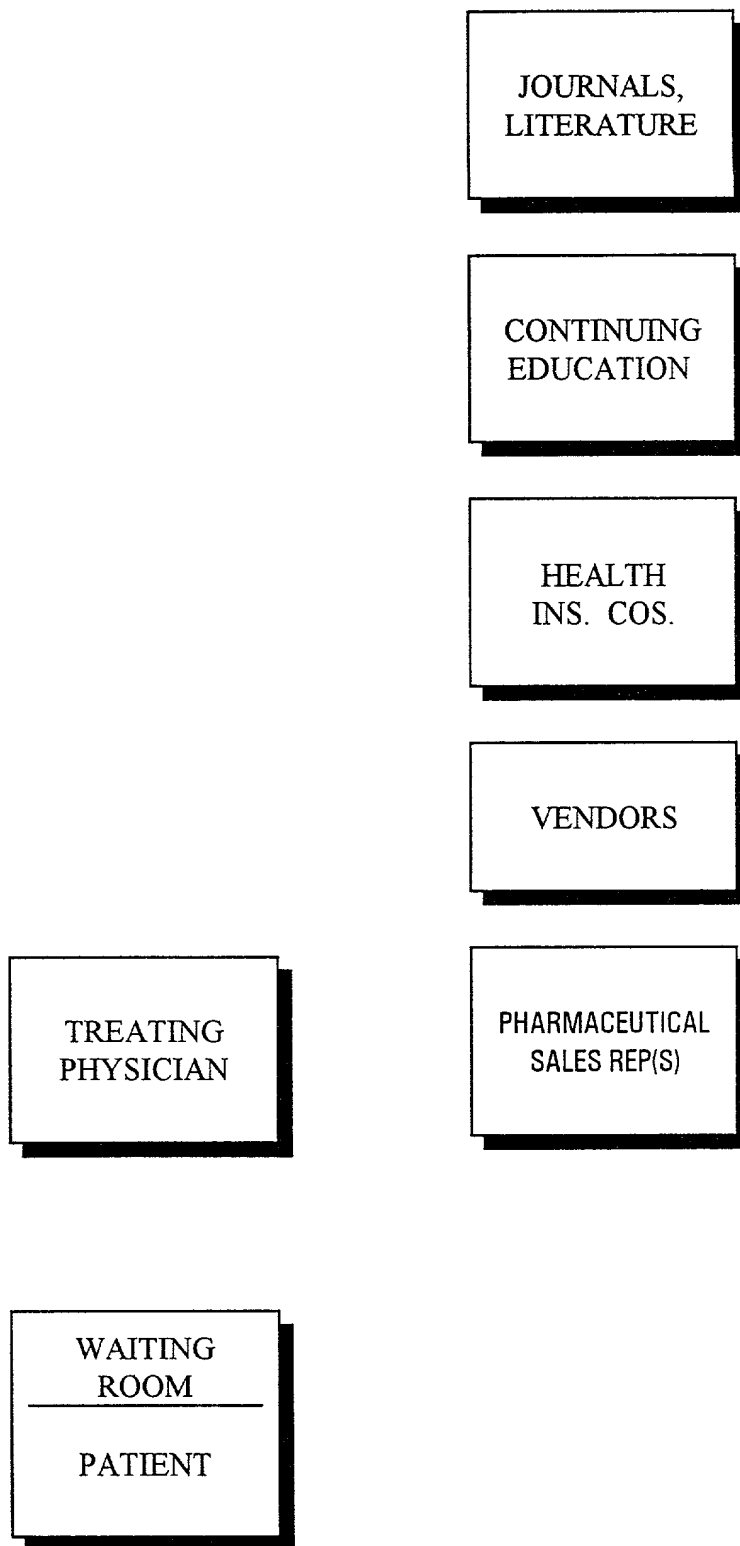 JOURNALS,
LITERATURE
CONTINUING
EDUCATION
HEALTH
INS. COS.
VENDORS
TREATING
PHYSICIAN
PHARMACEUTICAL
SALES REP(S)
WAITING
ROOM
PATIENT